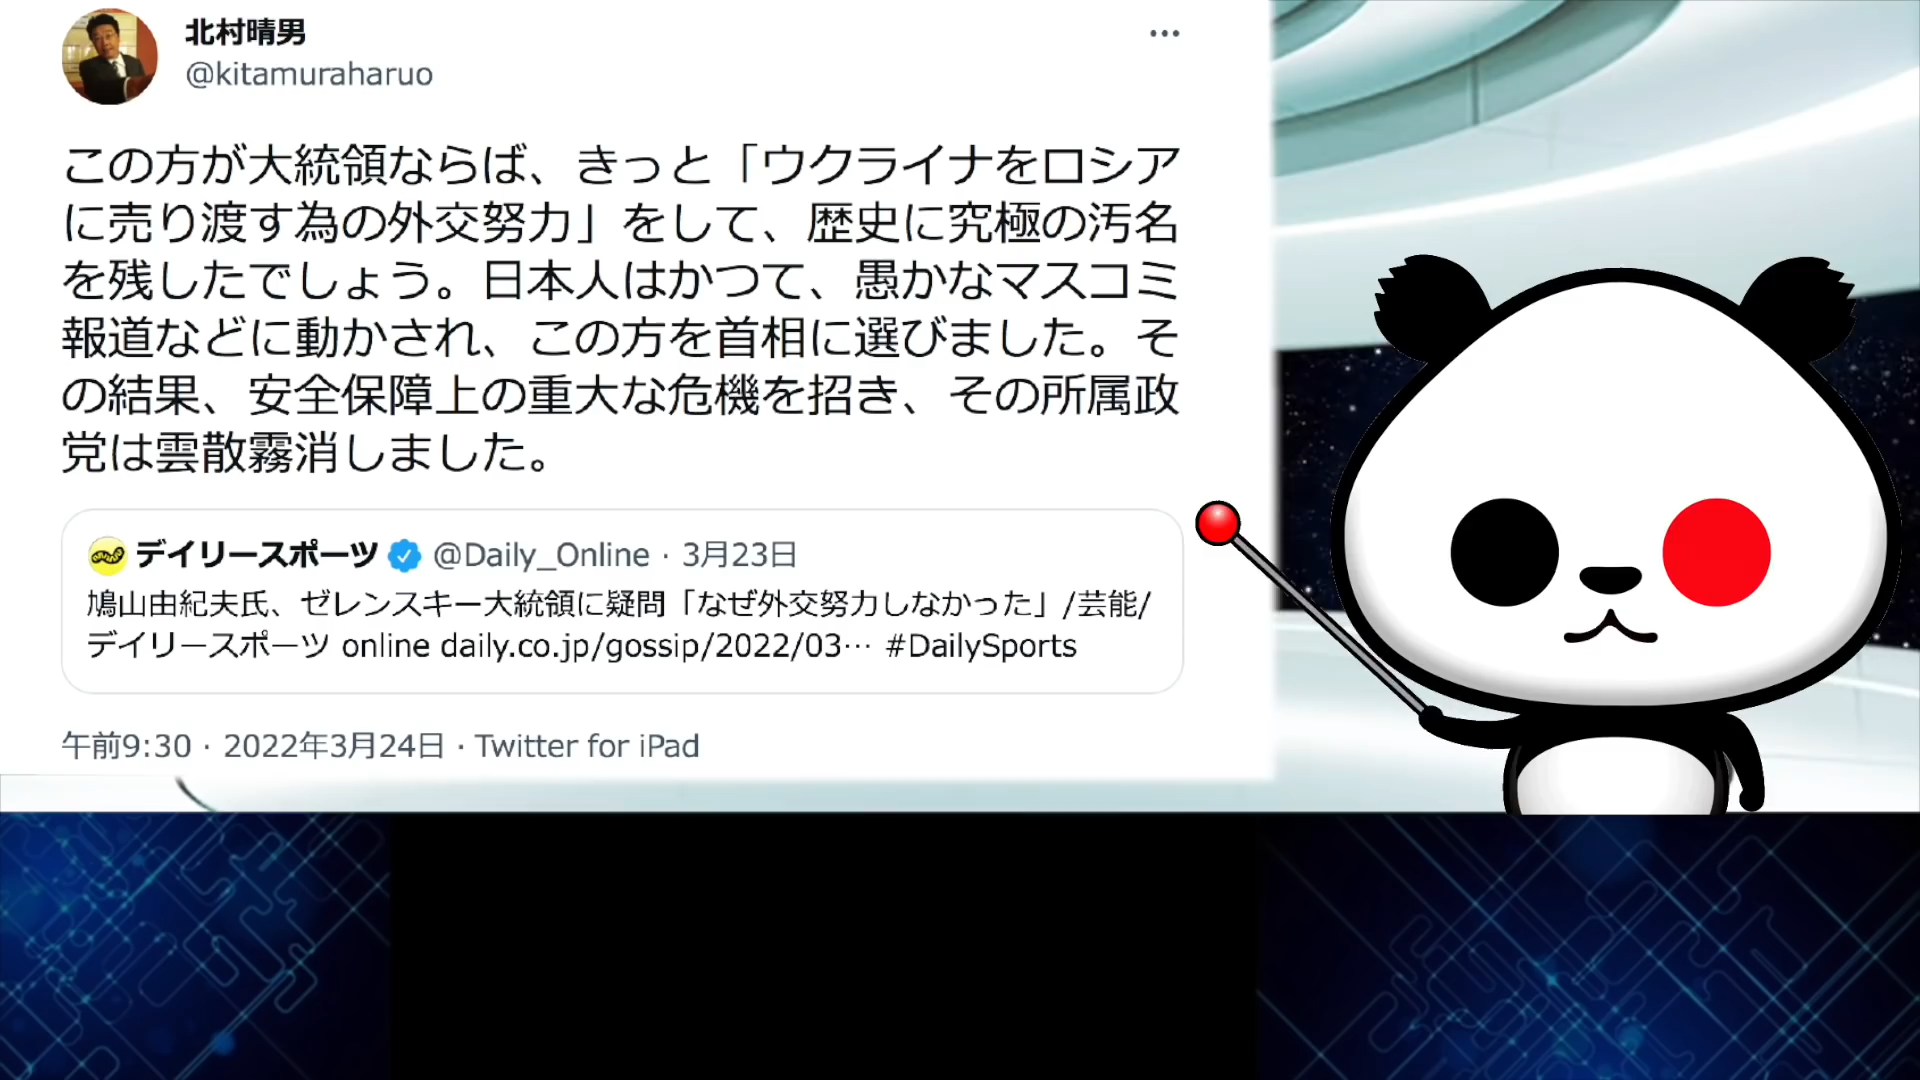 北村晴男
@kitamuraharuo
この方が大統領ならば、きっと「ウクライナをロシア
に売り渡す為の外交努力」をして、歴史に究極の汚名
を残したでしょう。日本人はかつて、愚かなマスコミ
報道などに動かされ、この方を首相に選びました。そ
の結果、安全保障上の重大な危機を招き、その所属政
党は雲散霧消しました。
デイリースポーツ @Daily_Online · 3月23日
鳩山由紀夫氏、ゼレンスキー大統領に疑問「なぜ外交努力しなかった」/芸能/
デイリースポーツ online daily.co.jp/gossip/2022/03… #DailySports
午前9:30 · 2022年3月24日 · Twitter for iPad